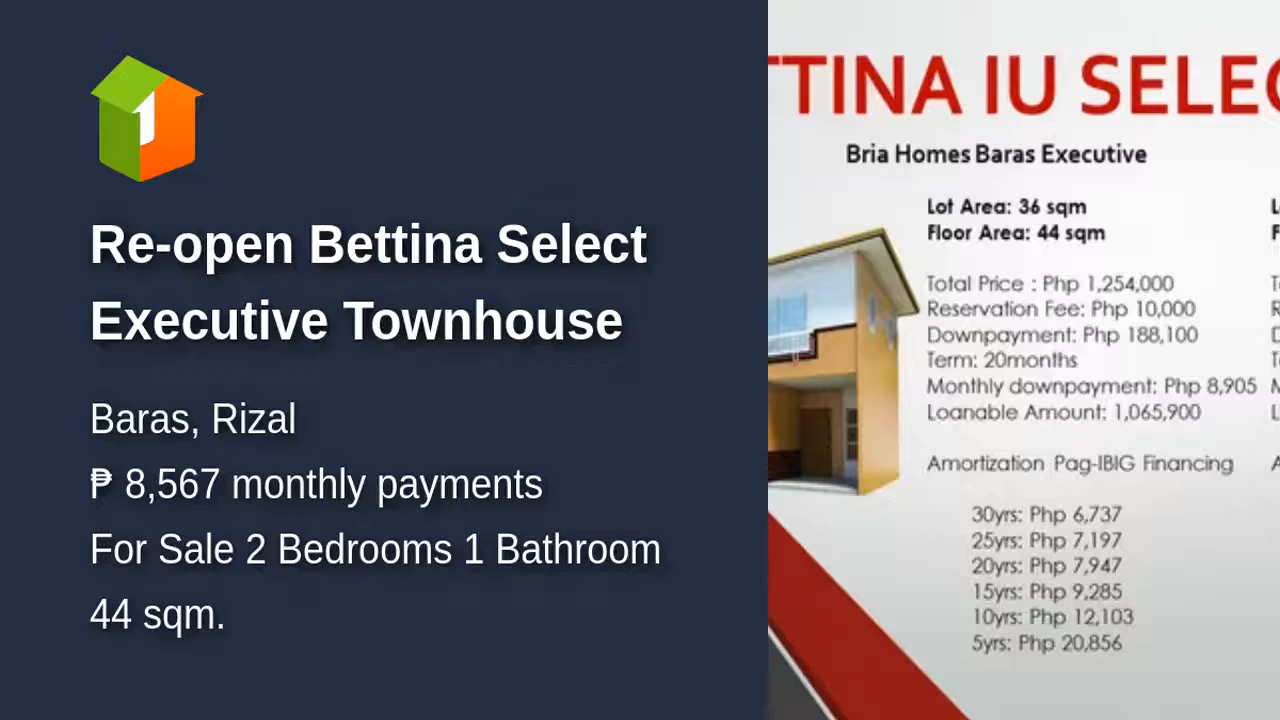 Re-open Bettina Select
Executive Townhouse
Baras, Rizal
₱ 8,567 monthly payments
For Sale 2 Bedrooms 1 Bathroom
44 sqm.
TTINA IU SELEC
Bria Homes Baras Executive
Lot Area: 36 sqm
Floor Area: 44 sqm
Total Price : Php 1,254,000
Reservation Fee: Php 10,000
Downpayment: Php 188,100
Term: 20months
Monthly downpayment: Php 8,905
Loanable Amount: 1,065,900
Amortization Pag-IBIG Financing
30yrs: Php 6,737
25yrs: Php 7,197
20yrs: Php 7,947
15yrs: Php 9,285
10yrs: Php 12,103
5yrs: Php 20,856